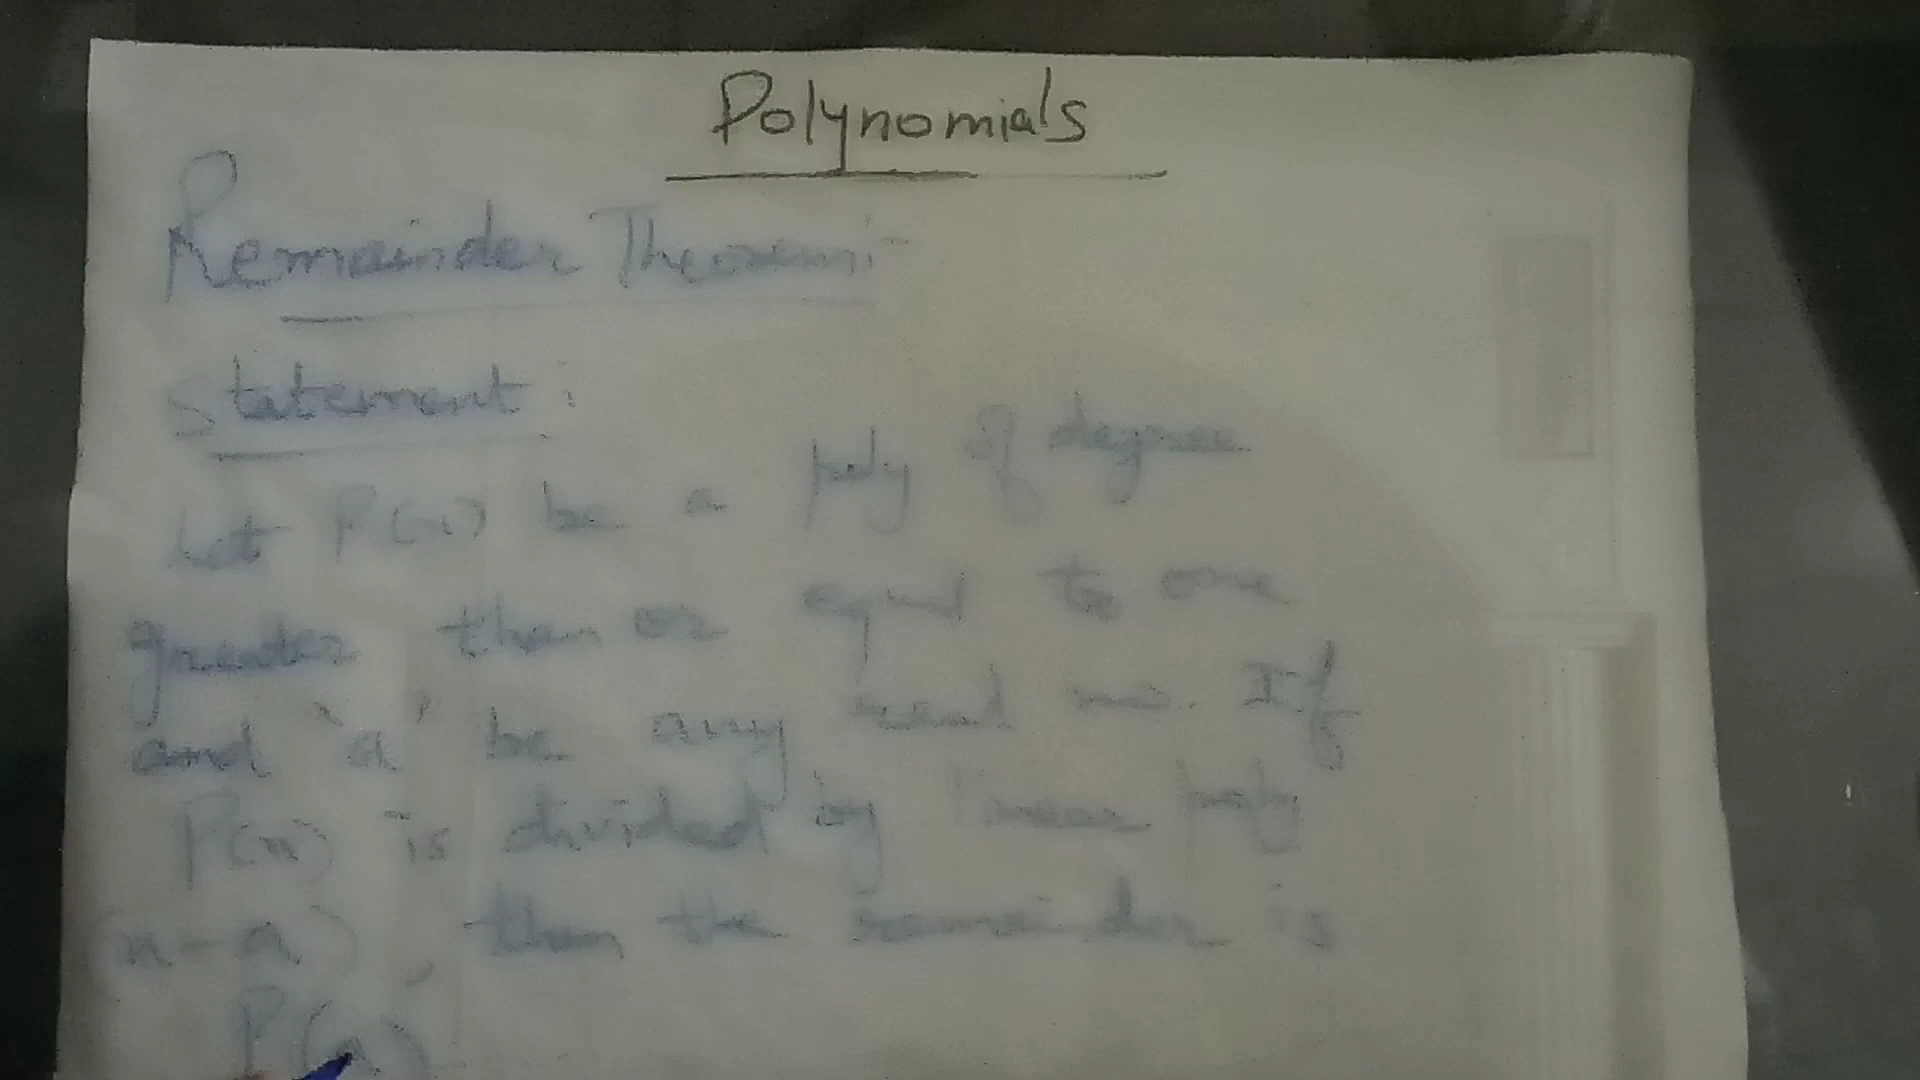 Polynomials
Remainder Theorem:-
Statement:
Let P(x) be a poly of degree
greater than or equal to one
and 'a' be any real no. If
P(x) is divided by linear poly
(x-a), then the remainder is
P(a)